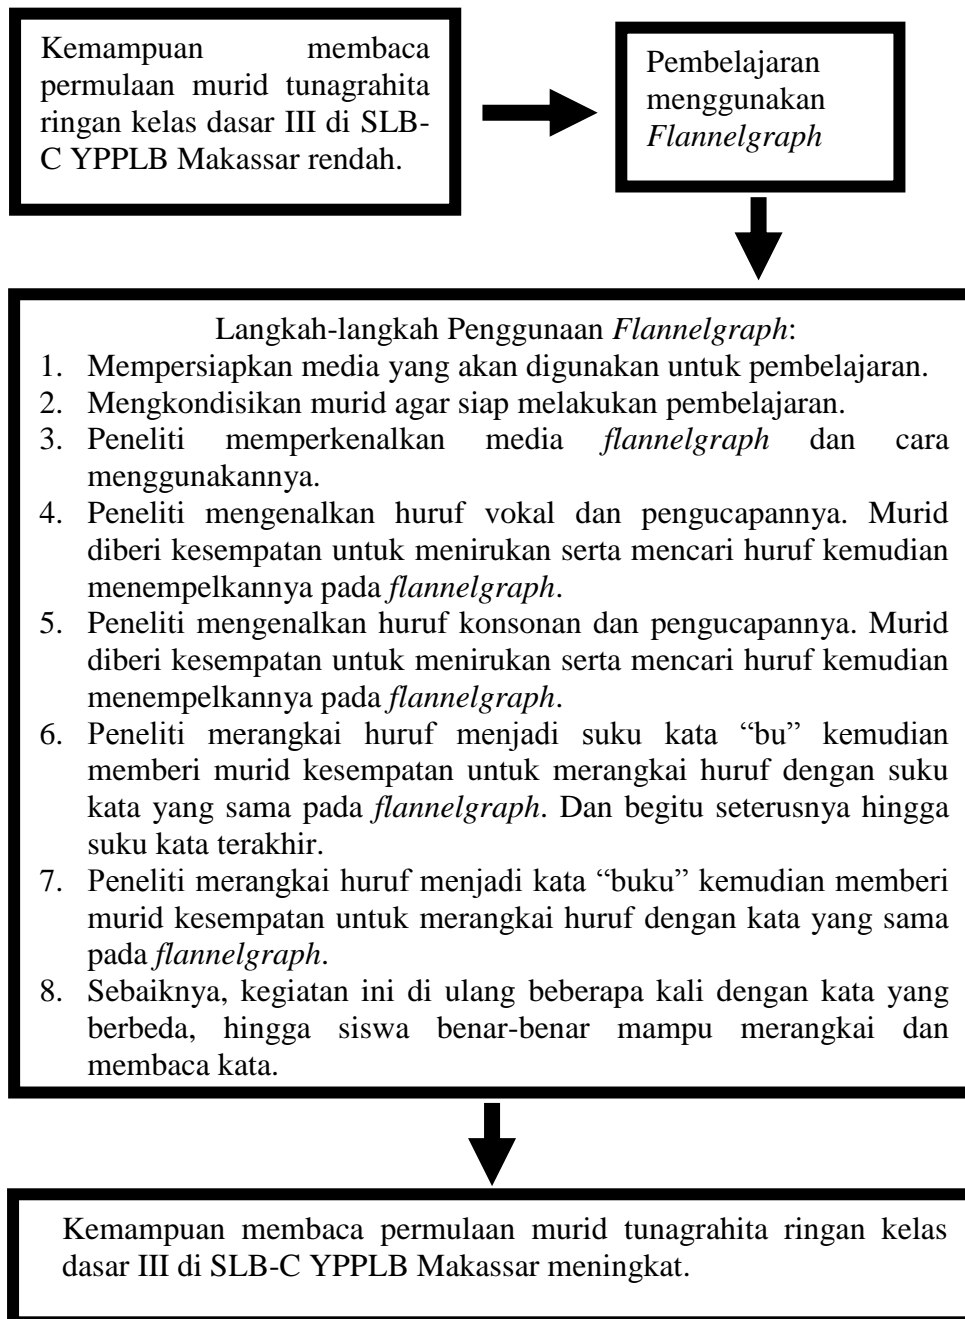 Kemampuan membaca
permulaan murid tunagrahita
ringan kelas dasar III di SLB-
C YPPLB Makassar rendah.
Pembelajaran
menggunakan
Flannelgraph
Langkah-langkah Penggunaan Flannelgraph:
1. Mempersiapkan media yang akan digunakan untuk pembelajaran.
2. Mengkondisikan murid agar siap melakukan pembelajaran.
3. Peneliti memperkenalkan media flannelgraph dan cara
menggunakannya.
4. Peneliti mengenalkan huruf vokal dan pengucapannya. Murid
diberi kesempatan untuk menirukan serta mencari huruf kemudian
menempelkannya pada flannelgraph.
5. Peneliti mengenalkan huruf konsonan dan pengucapannya. Murid
diberi kesempatan untuk menirukan serta mencari huruf kemudian
menempelkannya pada flannelgraph.
6. Peneliti merangkai huruf menjadi suku kata “bu” kemudian
memberi murid kesempatan untuk merangkai huruf dengan suku
kata yang sama pada flannelgraph. Dan begitu seterusnya hingga
suku kata terakhir.
7. Peneliti merangkai huruf menjadi kata “buku” kemudian memberi
murid kesempatan untuk merangkai huruf dengan kata yang sama
pada flannelgraph.
8. Sebaiknya, kegiatan ini di ulang beberapa kali dengan kata yang
berbeda, hingga siswa benar-benar mampu merangkai dan
membaca kata.
Kemampuan membaca permulaan murid tunagrahita ringan kelas
dasar III di SLB-C YPPLB Makassar meningkat.